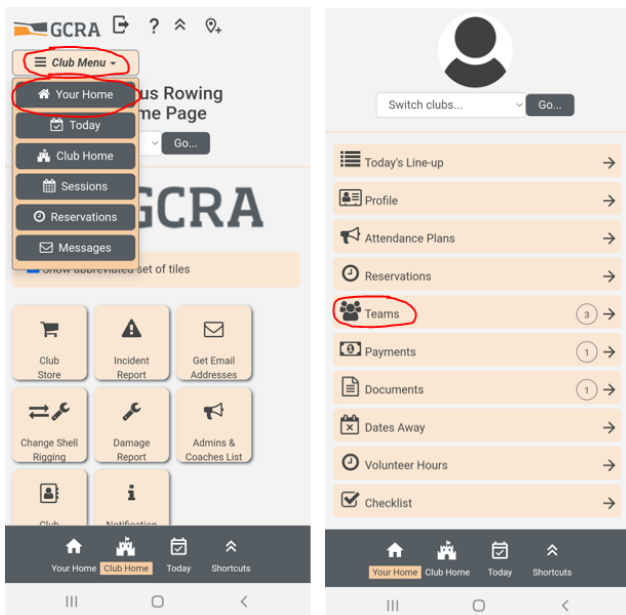 GCRA
?
Club Menu
Your Home
Today
Club Home
Sessions
Reservations
Messages
us Rowing
me Page
Go...
GCRA
Show abbreviated set of tiles
Club
Store
Incident
Report
Get Email
Addresses
Change Shell
Rigging
Damage
Report
Admins &
Coaches List
Club
Notification
Your Home Club Home Today Shortcuts
Switch clubs... Go...
Today's Line-up
Profile
Attendance Plans
Reservations
Teams 3
Payments 1
Documents 1
Dates Away
Volunteer Hours
Checklist
Your Home Club Home Today Shortcuts